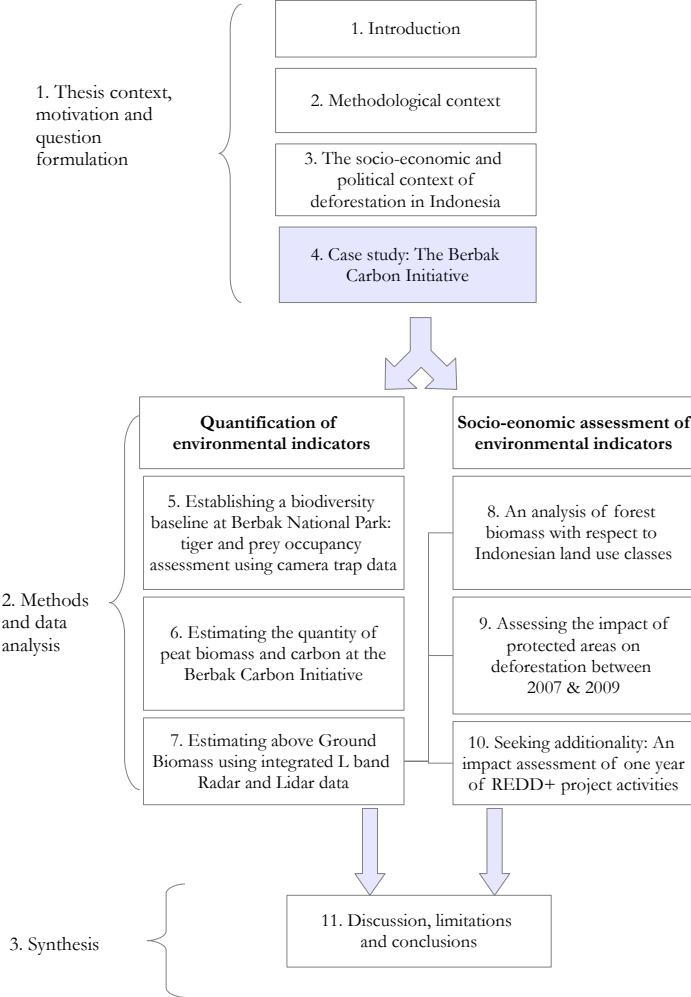 1. Introduction
1. Thesis context,
motivation and
question
formulation
2. Methodological context
3. The socio-economic and
political context of
deforestation in Indonesia
4. Case study: The Berbak
Carbon Initiative
Quantification of
environmental indicators
Socio-enomic assessment of
environmental indicators
2. Methods
and data
analysis
5. Establishing a biodiversity
baseline at Berbak National Park:
tiger and prey occupancy
assessment using camera trap data
6. Estimating the quantity of
peat biomass and carbon at the
Berbak Carbon Initiative
7. Estimating above Ground
Biomass using integrated L band
Radar and Lidar data
8. An analysis of forest
biomass with respect to
Indonesian land use classes
9. Assessing the impact of
protected areas on
deforestation between
2007 & 2009
10. Seeking additionality: An
impact assessment of one year
of REDD+ project activities
3. Synthesis
11. Discussion, limitations
and conclusions